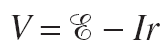 V = ℰ − Ir